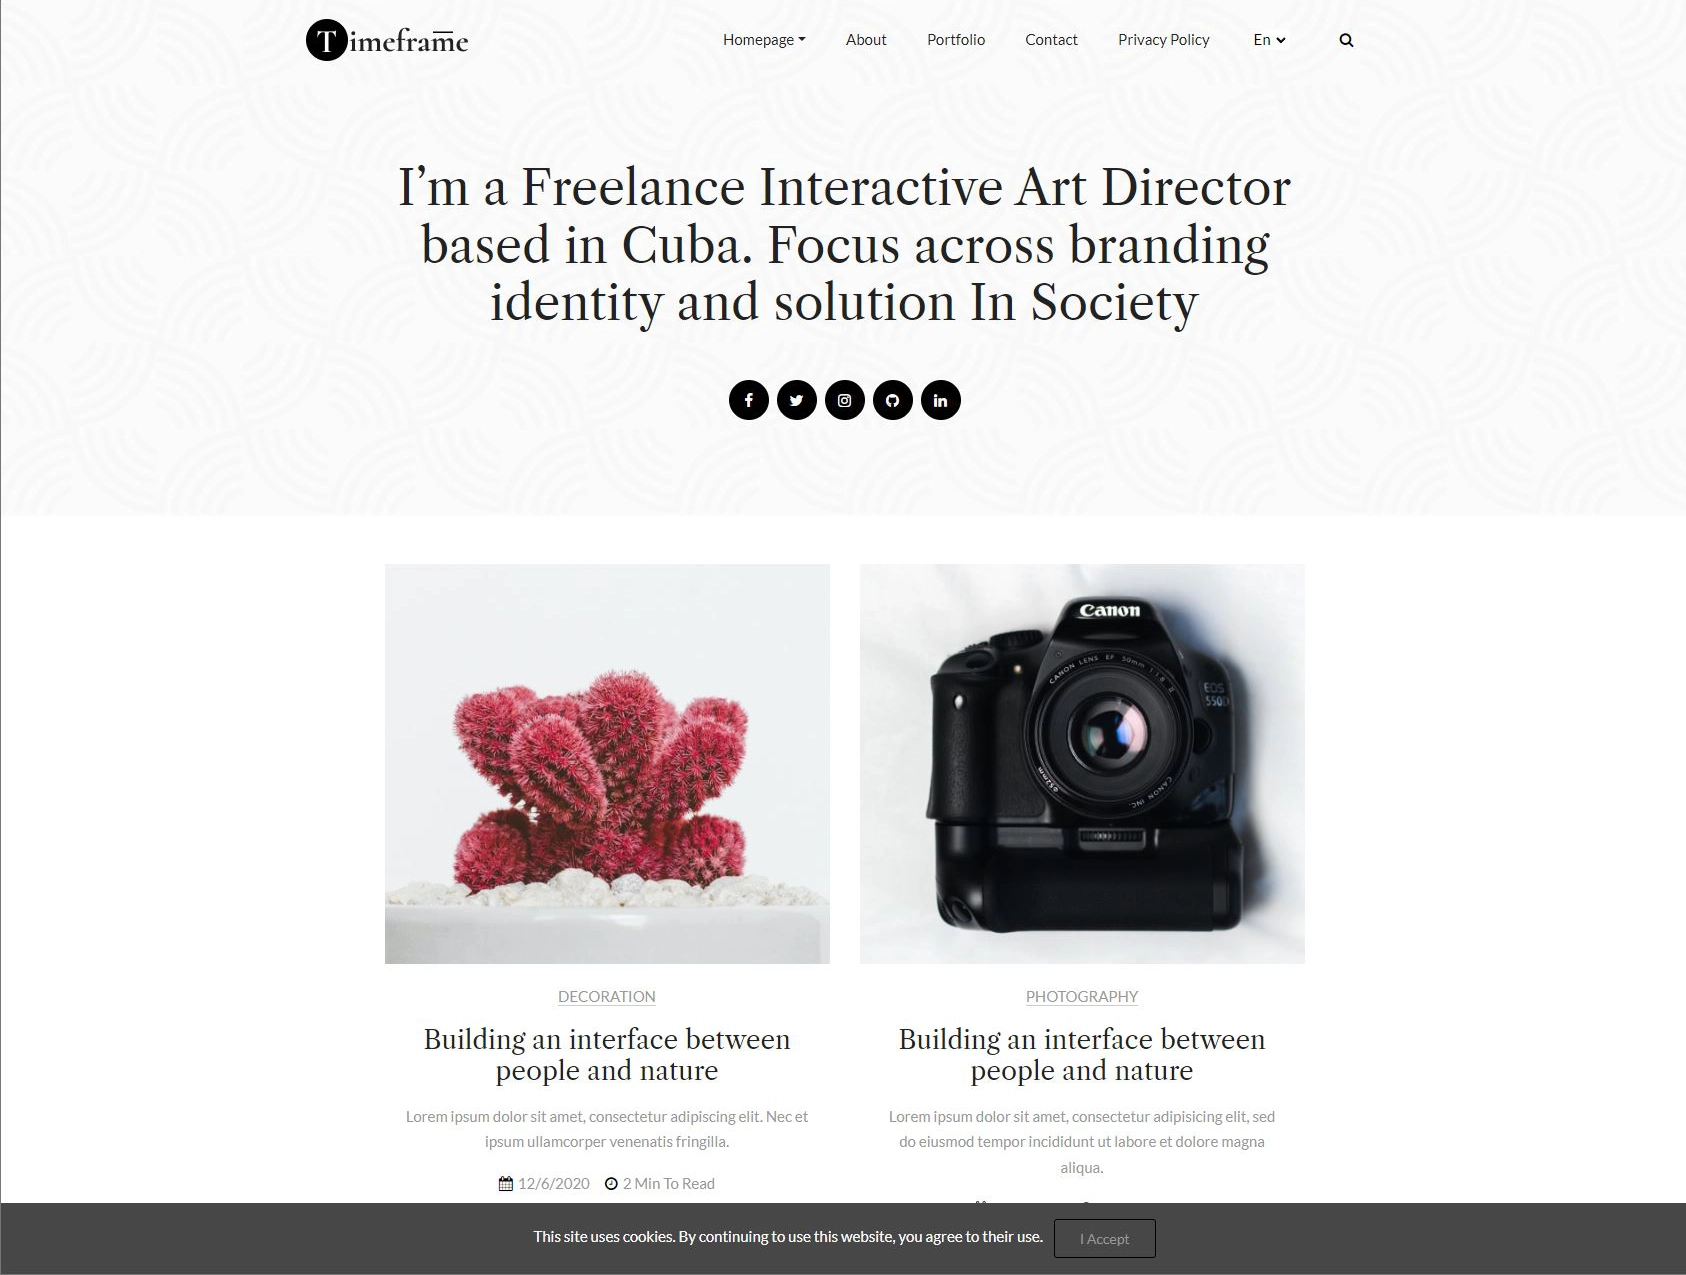 Timeframe
Homepage About Portfolio Contact Privacy Policy En
I'm a Freelance Interactive Art Director
based in Cuba. Focus across branding
identity and solution In Society
Canon
CANON LENS EF 50mm 1:1.8 II
EOS
550D
ø52mm
CANON INC.
DECORATION
Building an interface between
people and nature
Lorem ipsum dolor sit amet, consectetur adipiscing elit. Nec et
ipsum ullamcorper venenatis fringilla.
12/6/2020 2 Min To Read
PHOTOGRAPHY
Building an interface between
people and nature
Lorem ipsum dolor sit amet, consectetur adipisicing elit, sed
do eiusmod tempor incididunt ut labore et dolore magna
aliqua.
This site uses cookies. By continuing to use this website, you agree to their use. I Accept